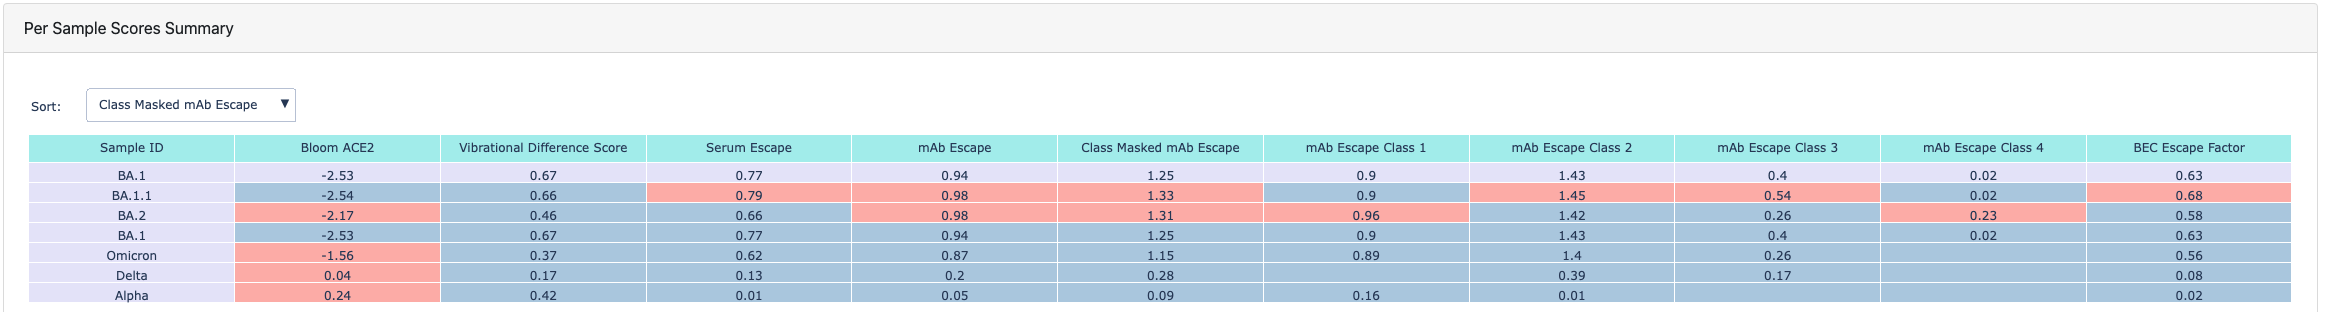 Per Sample Scores Summary
Sort: Class Masked mAb Escape ▼
Sample ID Bloom ACE2 Vibrational Difference Score Serum Escape mAb Escape Class Masked mAb Escape mAb Escape Class 1 mAb Escape Class 2 mAb Escape Class 3 mAb Escape Class 4 BEC Escape Factor
BA.1 -2.53 0.67 0.77 0.94 1.25 0.9 1.43 0.4 0.02 0.63
BA.1.1 -2.54 0.66 0.79 0.98 1.33 0.9 1.45 0.54 0.02 0.68
BA.2 -2.17 0.46 0.66 0.98 1.31 0.96 1.42 0.26 0.23 0.58
BA.1 -2.53 0.67 0.77 0.94 1.25 0.9 1.43 0.4 0.02 0.63
Omicron -1.56 0.37 0.62 0.87 1.15 0.89 1.4 0.26 0.56
Delta 0.04 0.17 0.13 0.2 0.28 0.39 0.17 0.08
Alpha 0.24 0.42 0.01 0.05 0.09 0.16 0.01 0.02